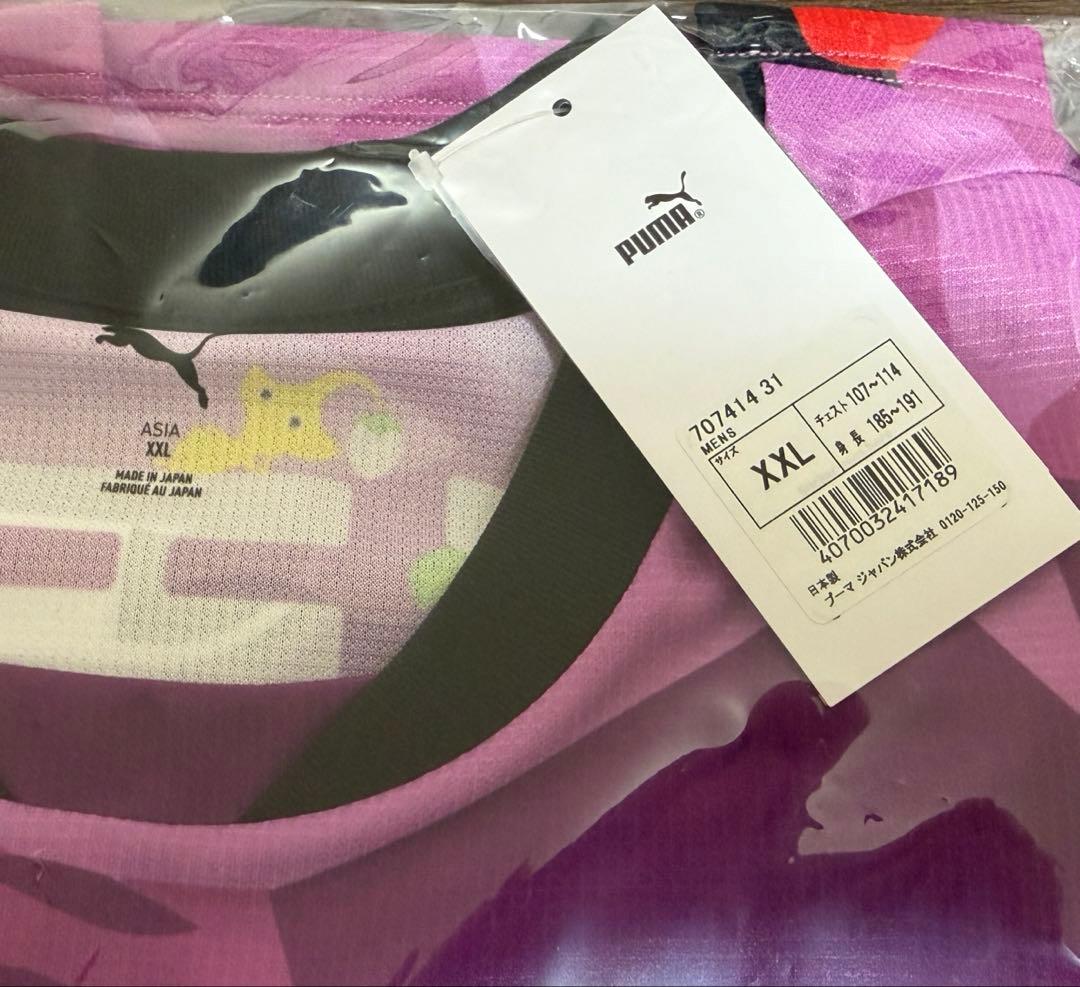 PUMA®
707414 31
MENS
サイズ
XXL
チェスト 107~114
身長 185~191
4070032417189
日本製
プーマ ジャパン株式会社 0120-125-150
ASIA
XXL
MADE IN JAPAN
FABRIQUÉ AU JAPAN